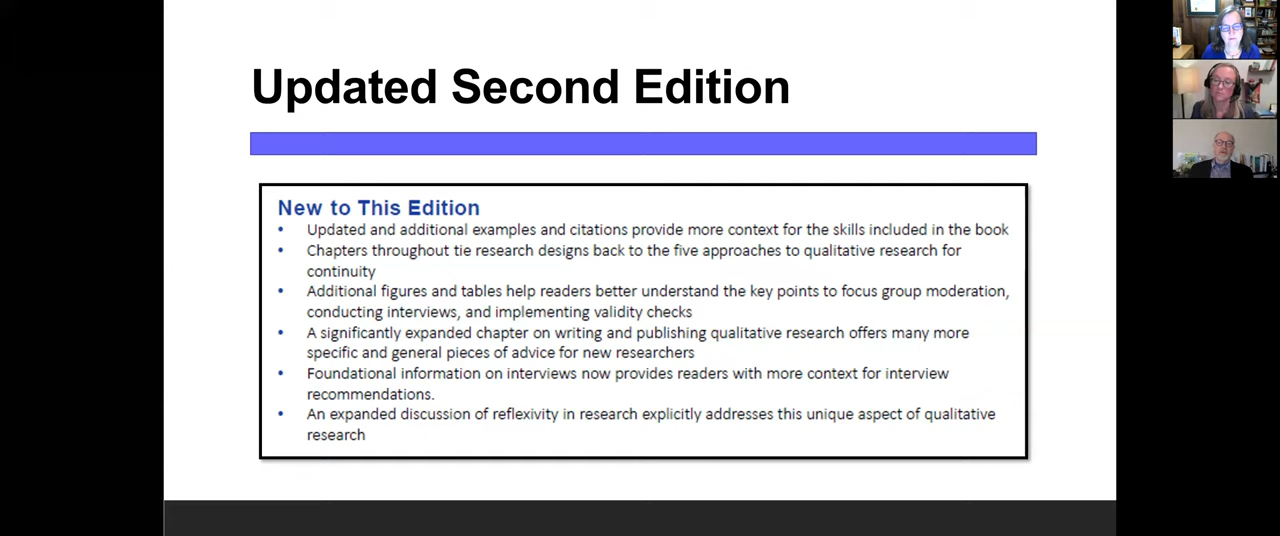 Updated Second Edition
New to This Edition
• Updated and additional examples and citations provide more context for the skills included in the book
• Chapters throughout tie research designs back to the five approaches to qualitative research for
continuity
• Additional figures and tables help readers better understand the key points to focus group moderation,
conducting interviews, and implementing validity checks
• A significantly expanded chapter on writing and publishing qualitative research offers many more
specific and general pieces of advice for new researchers
• Foundational information on interviews now provides readers with more context for interview
recommendations.
• An expanded discussion of reflexivity in research explicitly addresses this unique aspect of qualitative
research